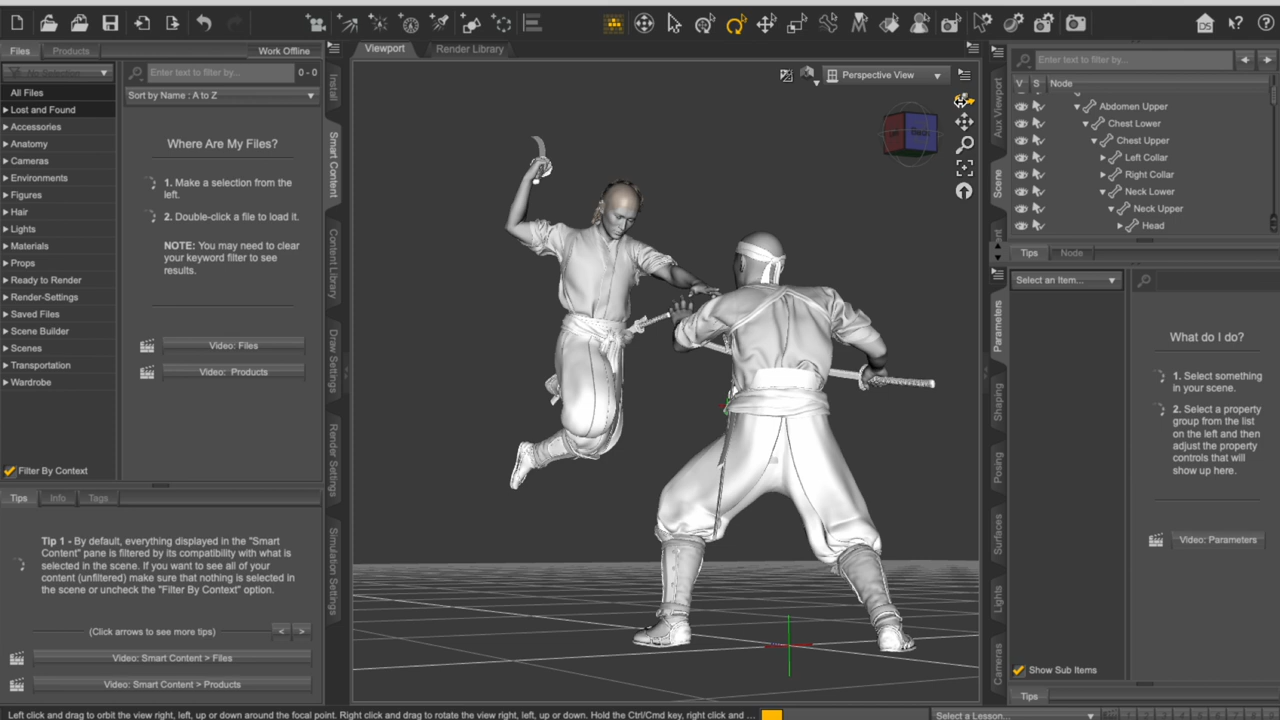 Files
Products
Work Offline
All Files
Lost and Found
Accessories
Anatomy
Cameras
Environments
Figures
Hair
Lights
Materials
Props
Ready to Render
Render-Settings
Saved Files
Scene Builder
Scenes
Transportation
Wardrobe
Filter By Context
Enter text to filter by...
0 - 0
Sort by Name : A to Z
Where Are My Files?
1. Make a selection from the
left.
2. Double-click a file to load it.
NOTE: You may need to clear
your keyword filter to see
results.
Video: Files
Video: Products
Tips
Info
Tags
Tip 1 - By default, everything displayed in the "Smart
Content" pane is filtered by its compatibility with what is
selected in the scene. If you want to see all of your
content (unfiltered) make sure that nothing is selected in
the scene or uncheck the "Filter By Context" option.
(Click arrows to see more tips)
<
>
Video: Smart Content > Files
Video: Smart Content > Products
Install
Smart Content
Content Library
Draw Settings
Render Settings
Simulation Settings
Viewport
Render Library
Perspective View
Left click and drag to orbit the view right, left, up or down around the focal point. Right click and drag to rotate the view right, left, up or down. Hold the Ctrl/Cmd key, right click and ...
DS
?
?
Aux Viewport
Scene
Enter text to filter by...
V
S
Node
Abdomen Upper
Chest Lower
Chest Upper
Left Collar
Right Collar
Neck Lower
Neck Upper
Head
Tips
Node
Parameters
Shaping
Posing
Surfaces
Lights
Cameras
Select an Item...
What do I do?
1. Select something
in your scene.
2. Select a property
group from the list
on the left and then
adjust the property
controls that will
show up here.
Video: Parameters
Show Sub Items
Tips
Select a Lesson...